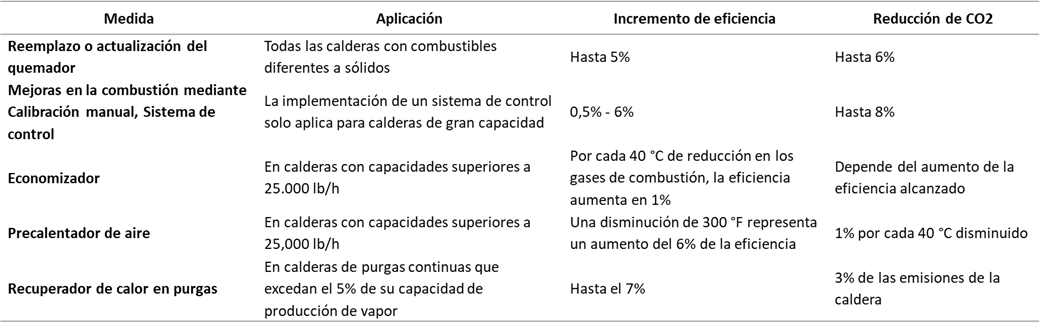 Medida Aplicación Incremento de eficiencia Reducción de CO2
Reemplazo o actualización del
quemador
Todas las calderas con combustibles
diferentes a sólidos
Hasta 5%
Hasta 6%
Mejoras en la combustión mediante
Calibración manual, Sistema de
control
La implementación de un sistema de control
solo aplica para calderas de gran capacidad
0,5% - 6%
Hasta 8%
Economizador
En calderas con capacidades superiores a
25.000 lb/h
Por cada 40 °C de reducción en los
gases de combustión, la eficiencia
aumenta en 1%
Depende del aumento de la
eficiencia alcanzado
Precalentador de aire
En calderas con capacidades superiores a
25,000 lb/h
Una disminución de 300 °F representa
un aumento del 6% de la eficiencia
1% por cada 40 °C disminuido
Recuperador de calor en purgas
En calderas de purgas continuas que
excedan el 5% de su capacidad de
producción de vapor
Hasta el 7%
3% de las emisiones de la
caldera